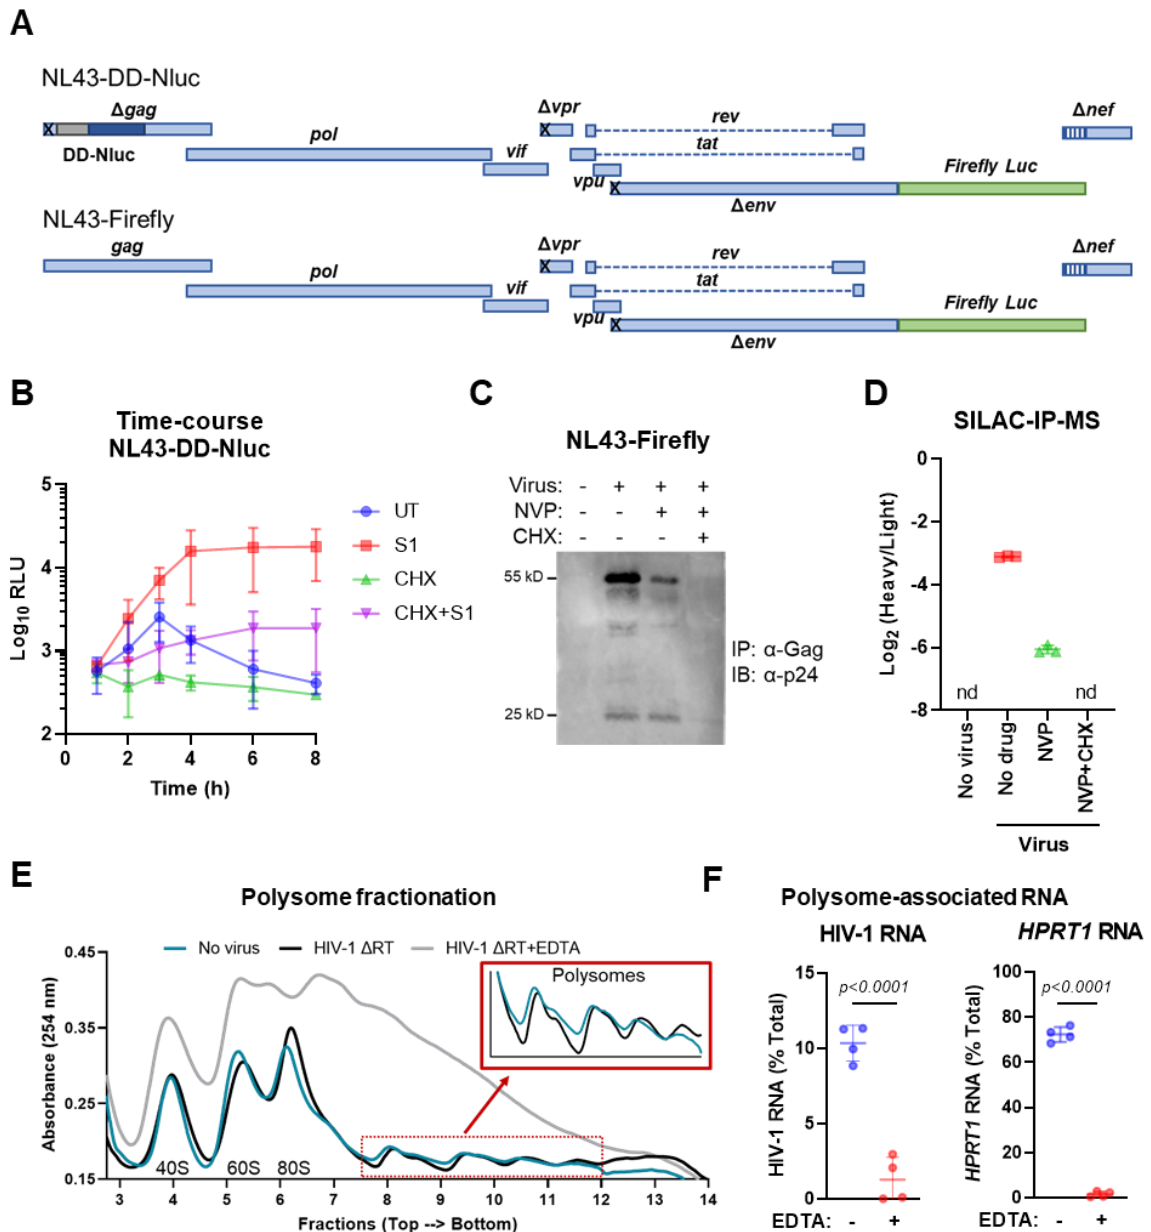 A
NL43-DD-Nluc
Δgag
Δvpr
rev
Δnef
X
X
DD-Nluc
pol
vif
tat
vpu
X
Firefly Luc
Δenv
NL43-Firefly
gag
Δvpr
rev
Δnef
X
pol
vif
tat
vpu
X
Firefly Luc
Δenv
B
Time-course
NL43-DD-Nluc
5
4
3
2
Log10 RLU
0 2 4 6 8
Time (h)
UT
S1
CHX
CHX+S1
C
NL43-Firefly
Virus: - + + +
NVP: - - + +
CHX: - - - +
55 kD
25 kD
IP: α-Gag
IB: α-p24
D
SILAC-IP-MS
0
-2
-4
-6
-8
Log2 (Heavy/Light)
nd
nd
No virus
No drug
NVP
NVP+CHX
Virus
E
Polysome fractionation
No virus
HIV-1 ΔRT
HIV-1 ΔRT+EDTA
0.45
0.35
0.25
0.15
Absorbance (254 nm)
Polysomes
40S
60S
80S
3 4 5 6 7 8 9 10 11 12 13 14
Fractions (Top --> Bottom)
F
Polysome-associated RNA
HIV-1 RNA
15
10
5
0
HIV-1 RNA (% Total)
p<0.0001
EDTA: - +
HPRT1 RNA
100
80
60
40
20
0
HPRT1 RNA (% Total)
p<0.0001
EDTA: - +